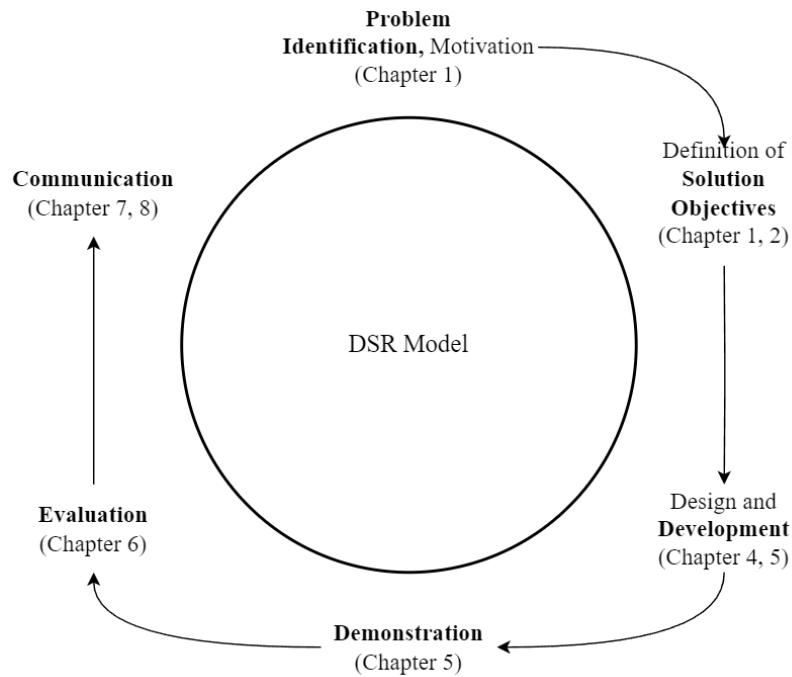 Problem
Identification, Motivation
(Chapter 1)
Definition of
Solution
Objectives
(Chapter 1, 2)
Design and
Development
(Chapter 4, 5)
Demonstration
(Chapter 5)
Evaluation
(Chapter 6)
Communication
(Chapter 7, 8)
DSR Model